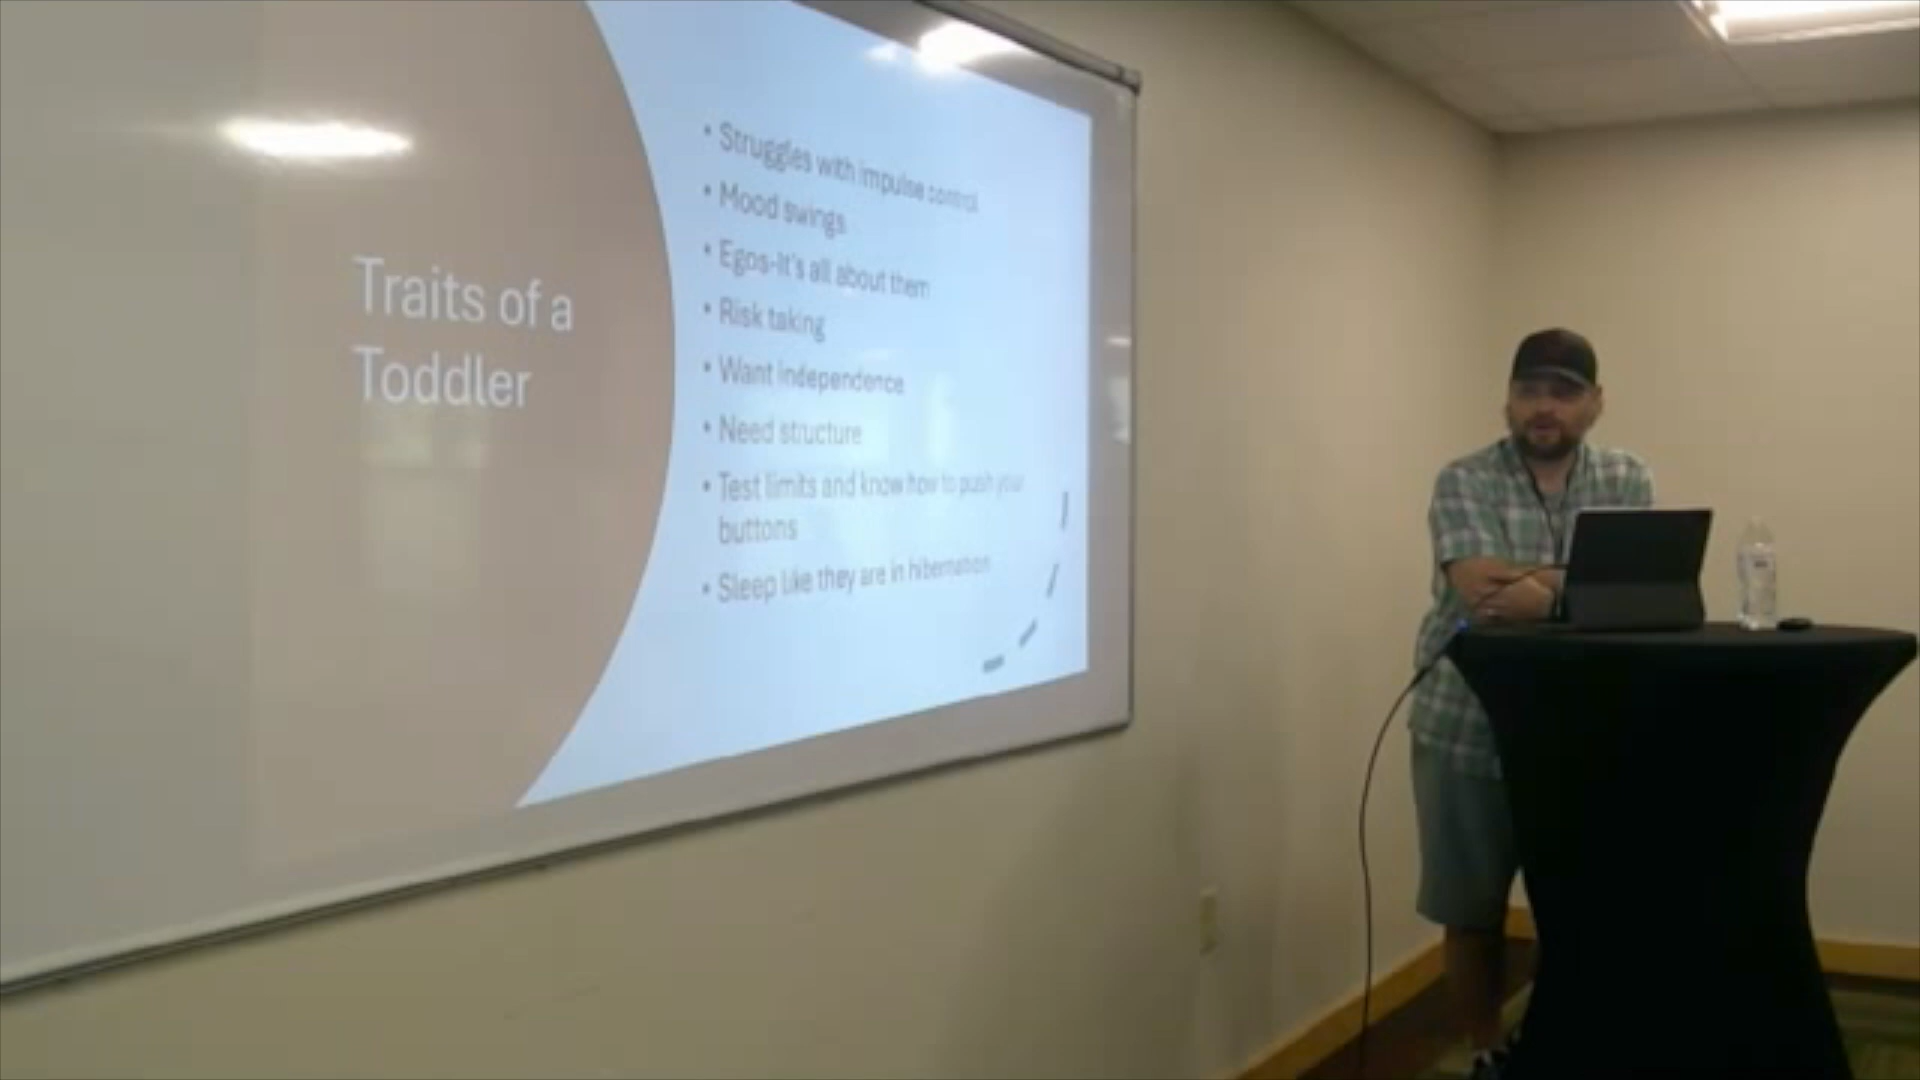 Traits of a
Toddler
• Struggles with impulse control
• Mood swings
• Egos-It's all about them
• Risk taking
• Want independence
• Need structure
• Test limits and know how to push your
buttons
• Sleep like they are in hibernation